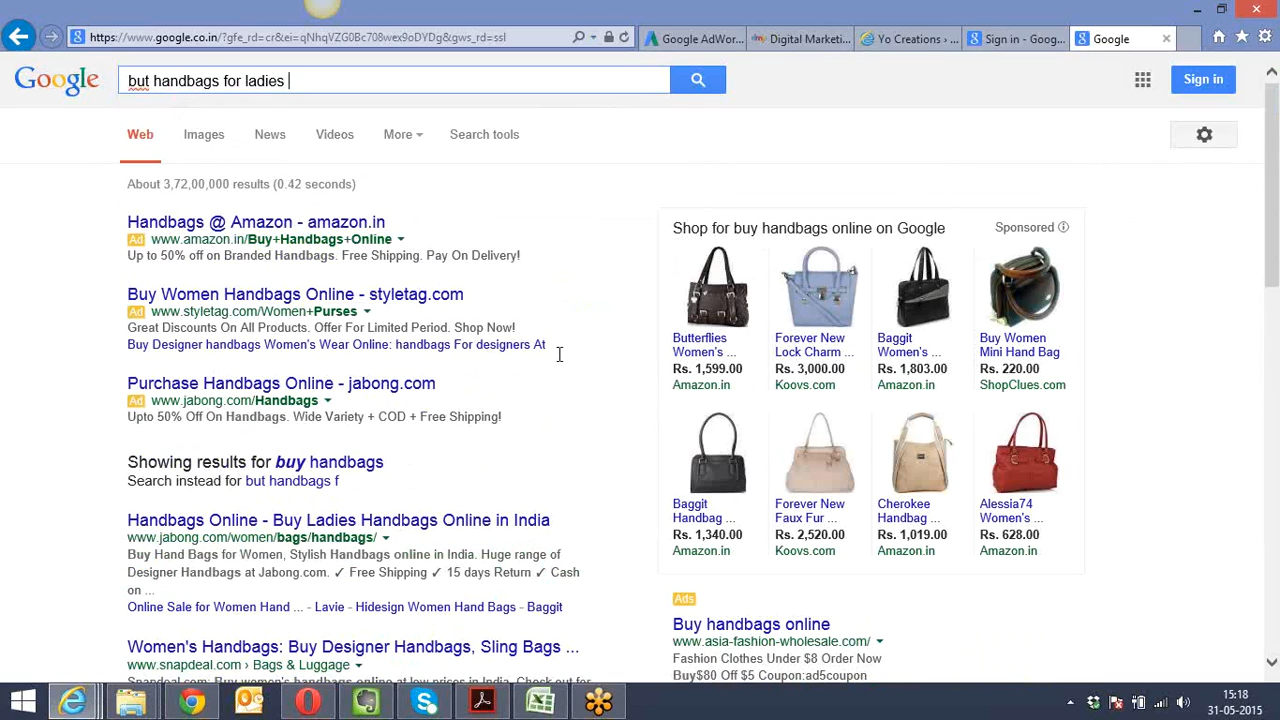 https://www.google.co.in/?gfe_rd=cr&ei=qNhqVZG0Bc708wex9oDYDg&gws_rd=ssl
Google AdWor...
Digital Marketi...
Yo Creations › ...
Sign in - Goog...
Google
Google
but handbags for ladies
Sign in
Web
Images
News
Videos
More
Search tools
About 3,72,00,000 results (0.42 seconds)
Handbags @ Amazon - amazon.in
Ad www.amazon.in/Buy+Handbags+Online
Up to 50% off on Branded Handbags. Free Shipping. Pay On Delivery!
Buy Women Handbags Online - styletag.com
Ad www.styletag.com/Women+Purses
Great Discounts On All Products. Offer For Limited Period. Shop Now!
Buy Designer handbags Women's Wear Online: handbags For designers At
Purchase Handbags Online - jabong.com
Ad www.jabong.com/Handbags
Upto 50% Off On Handbags. Wide Variety + COD + Free Shipping!
Showing results for buy handbags
Search instead for but handbags f
Handbags Online - Buy Ladies Handbags Online in India
www.jabong.com/women/bags/handbags/
Buy Hand Bags for Women, Stylish Handbags online in India. Huge range of
Designer Handbags at Jabong.com. ✓ Free Shipping ✓ 15 days Return ✓ Cash
on ...
Online Sale for Women Hand ... - Lavie - Hidesign Women Hand Bags - Baggit
Women's Handbags: Buy Designer Handbags, Sling Bags ...
www.snapdeal.com › Bags & Luggage
Snapdeal.com: Buy women's handbags online at low prices in India. Check out for
Shop for buy handbags online on Google
Sponsored
Butterflies
Women's ...
Rs. 1,599.00
Amazon.in
Forever New
Lock Charm ...
Rs. 3,000.00
Koovs.com
Baggit
Women's ...
Rs. 1,803.00
Amazon.in
Buy Women
Mini Hand Bag
Rs. 220.00
ShopClues.com
Baggit
Handbag ...
Rs. 1,340.00
Amazon.in
Forever New
Faux Fur ...
Rs. 2,520.00
Koovs.com
Cherokee
Handbag ...
Rs. 1,019.00
Amazon.in
Alessia74
Women's ...
Rs. 628.00
Amazon.in
Ads
Buy handbags online
www.asia-fashion-wholesale.com/
Fashion Clothes Under $8 Order Now
Buy$80 Off $5 Coupon:ad5coupon
15:18
31-05-2015